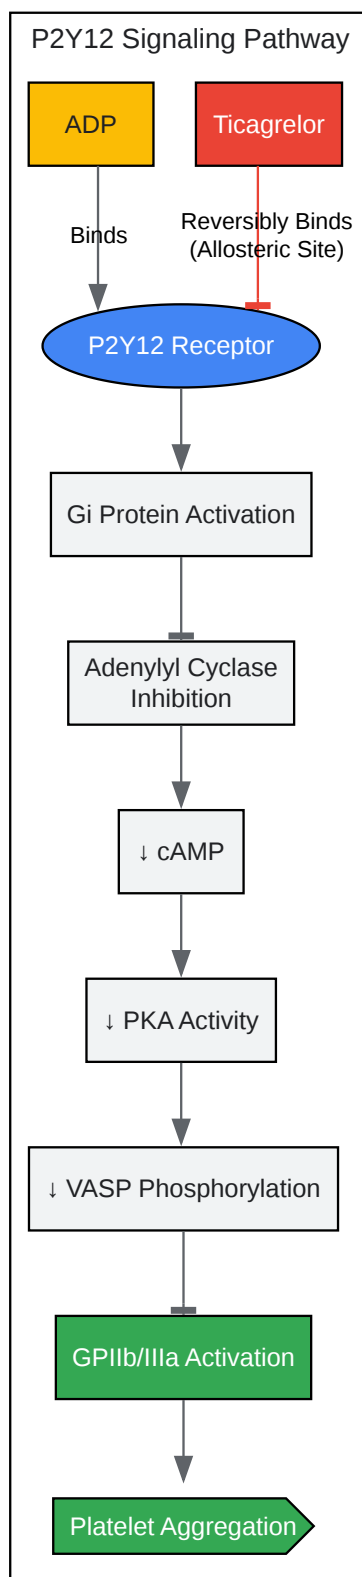 P2Y12 Signaling Pathway
ADP
Ticagrelor
Binds
Reversibly Binds
(Allosteric Site)
P2Y12 Receptor
Gi Protein Activation
Adenylyl Cyclase
Inhibition
↓ cAMP
↓ PKA Activity
↓ VASP Phosphorylation
GPIIb/IIIa Activation
Platelet Aggregation